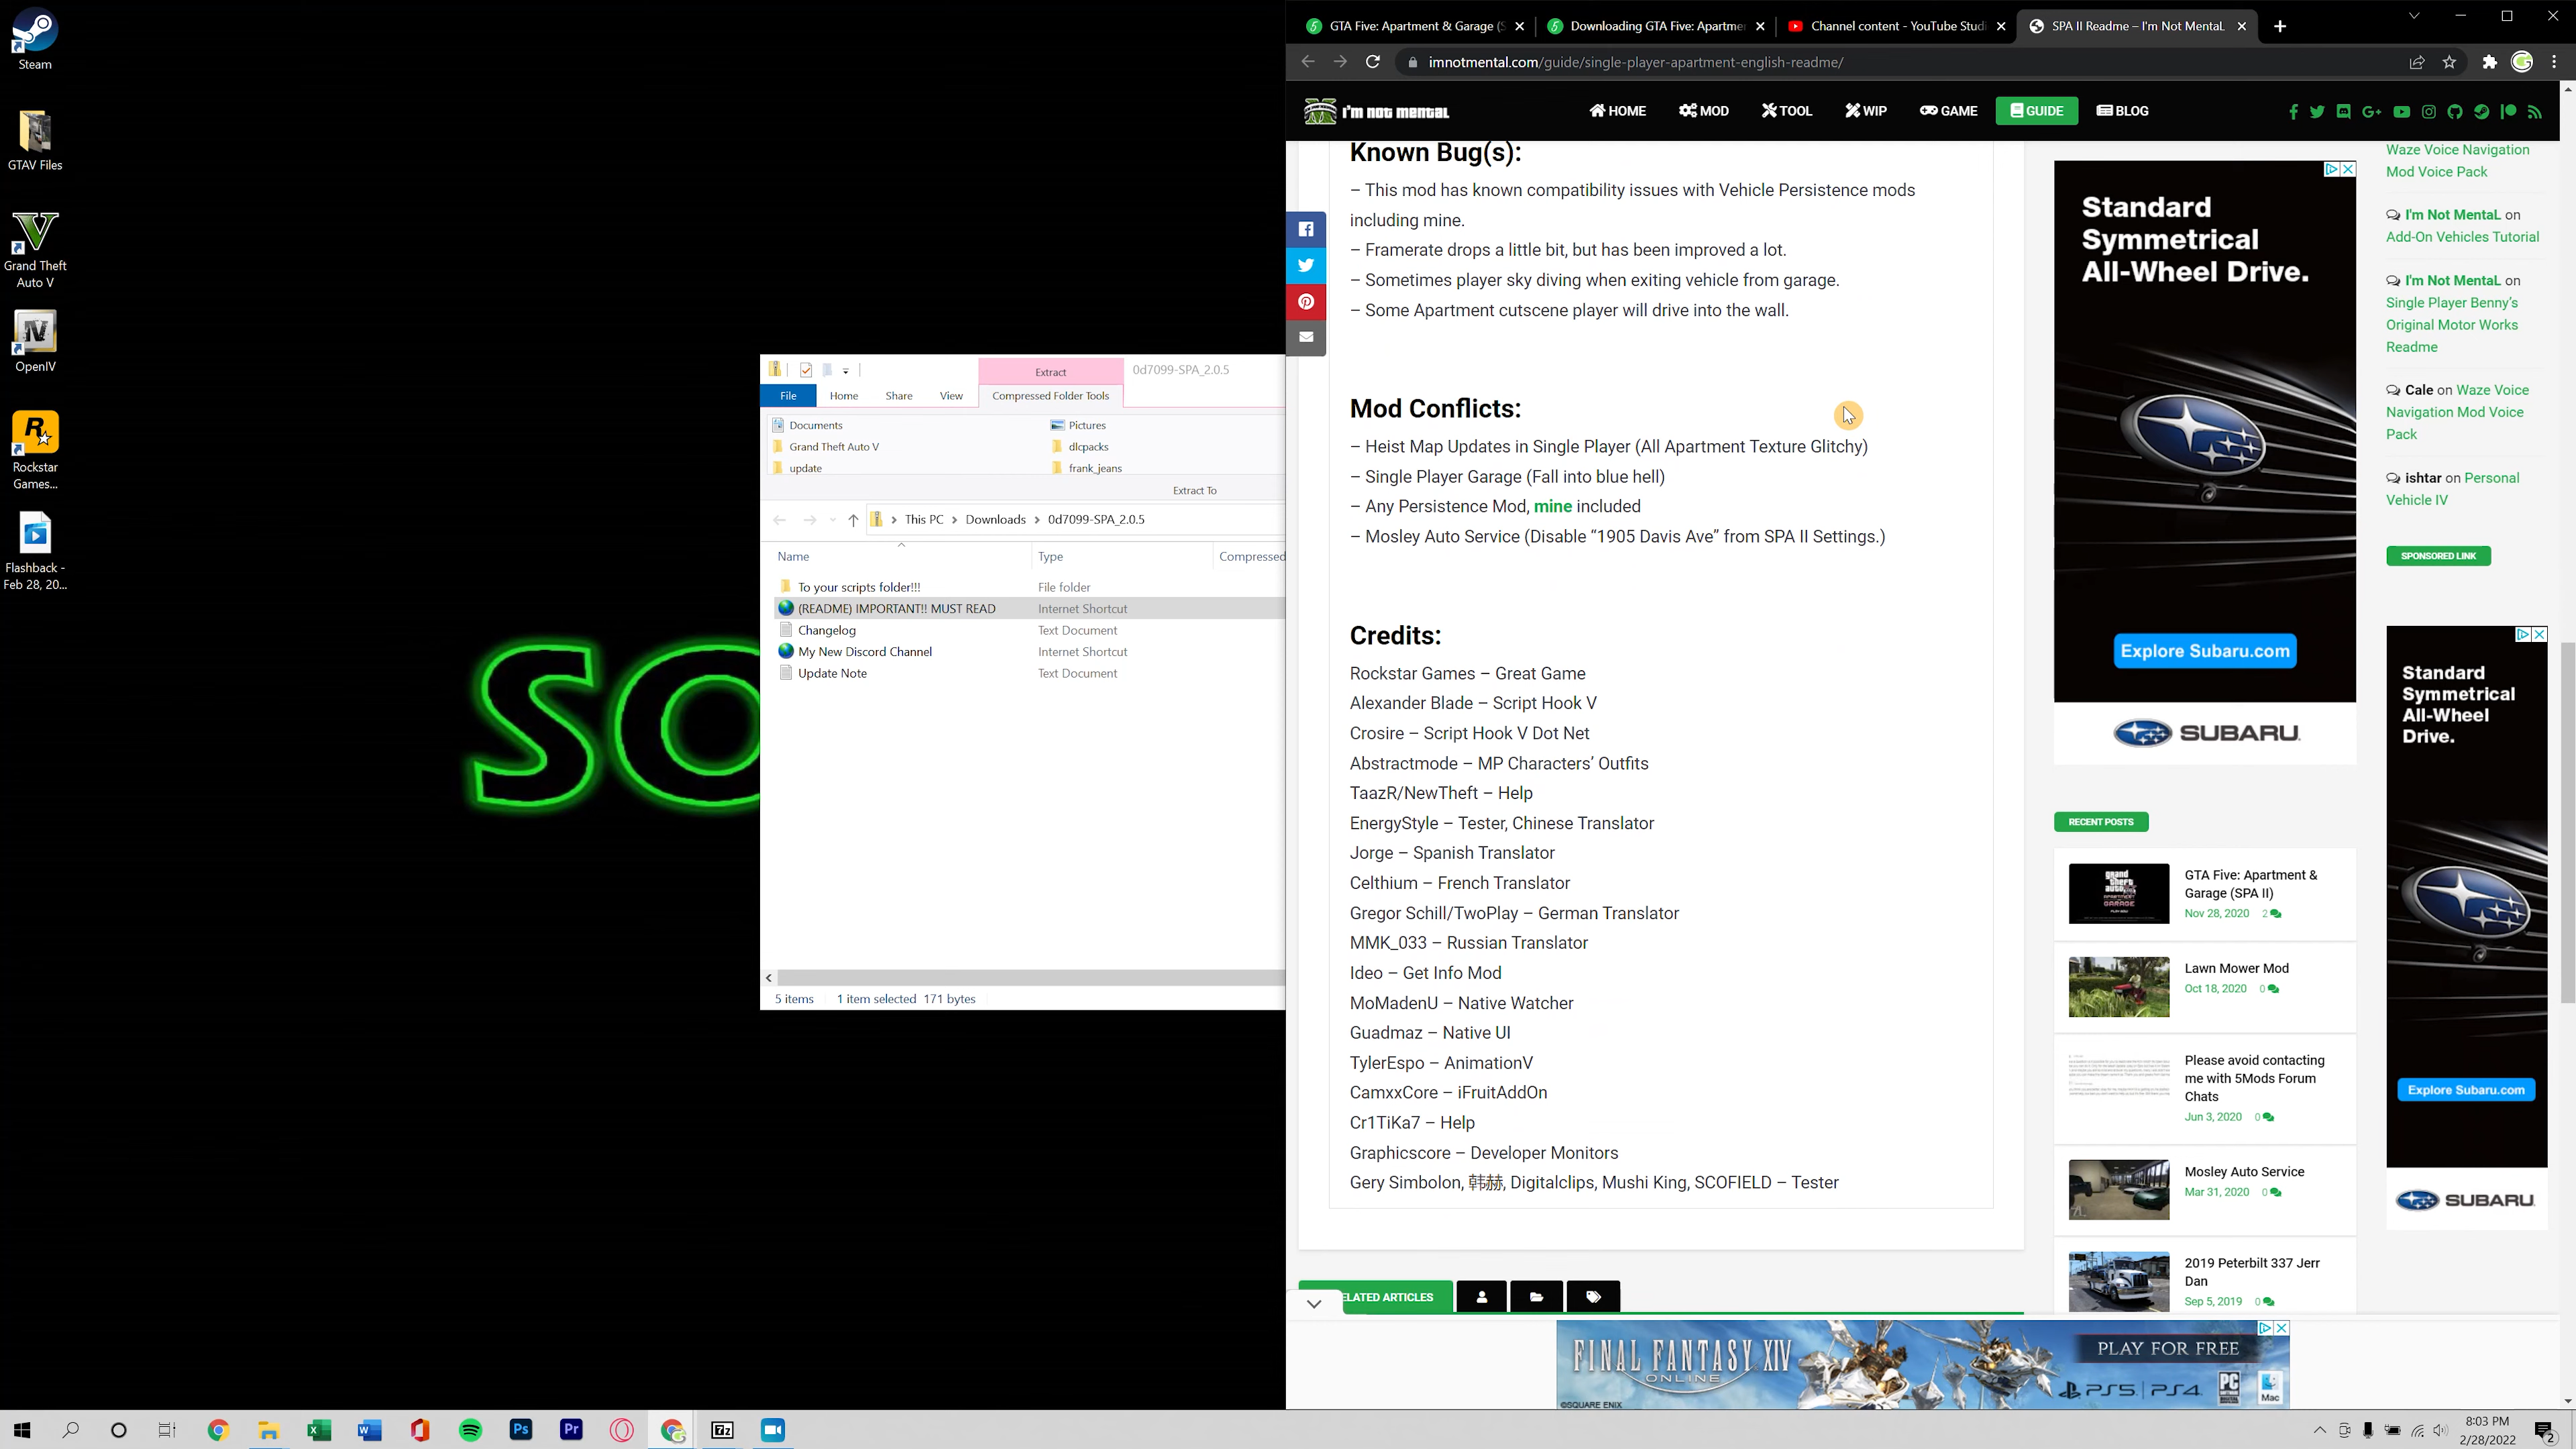 Steam
GTAV Files
Grand Theft
Auto V
OpenIV
Rockstar
Games...
Flashback -
Feb 28, 20...
SO
Extract
0d7099-SPA_2.0.5
File
Home
Share
View
Compressed Folder Tools
Documents
Pictures
Grand Theft Auto V
dlcpacks
update
frank_jeans
Extract To
This PC > Downloads > 0d7099-SPA_2.0.5
Name
Type
Compressed
To your scripts folder!!!
File folder
(README) IMPORTANT!! MUST READ
Internet Shortcut
Changelog
Text Document
My New Discord Channel
Internet Shortcut
Update Note
Text Document
5 items
1 item selected 171 bytes
GTA Five: Apartment & Garage (S
Downloading GTA Five: Apartmen
Channel content - YouTube Studi
SPA II Readme – I'm Not MentaL
imnotmental.com/guide/single-player-apartment-english-readme/
I'm not mental
HOME
MOD
TOOL
WIP
GAME
GUIDE
BLOG
Known Bug(s):
– This mod has known compatibility issues with Vehicle Persistence mods
including mine.
– Framerate drops a little bit, but has been improved a lot.
– Sometimes player sky diving when exiting vehicle from garage.
– Some Apartment cutscene player will drive into the wall.
Mod Conflicts:
– Heist Map Updates in Single Player (All Apartment Texture Glitchy)
– Single Player Garage (Fall into blue hell)
– Any Persistence Mod, mine included
– Mosley Auto Service (Disable “1905 Davis Ave” from SPA II Settings.)
Credits:
Rockstar Games – Great Game
Alexander Blade – Script Hook V
Crosire – Script Hook V Dot Net
Abstractmode – MP Characters’ Outfits
TaazR/NewTheft – Help
EnergyStyle – Tester, Chinese Translator
Jorge – Spanish Translator
Celthium – French Translator
Gregor Schill/TwoPlay – German Translator
MMK_033 – Russian Translator
Ideo – Get Info Mod
MoMadenU – Native Watcher
Guadmaz – Native UI
TylerEspo – AnimationV
CamxxCore – iFruitAddOn
Cr1TiKa7 – Help
Graphicscore – Developer Monitors
Gery Simbolon, 韩赫, Digitalclips, Mushi King, SCOFIELD – Tester
ELATED ARTICLES
Standard
Symmetrical
All-Wheel Drive.
Explore Subaru.com
SUBARU
RECENT POSTS
GTA Five: Apartment &
Garage (SPA II)
Nov 28, 2020 2
Lawn Mower Mod
Oct 18, 2020 0
Please avoid contacting
me with 5Mods Forum
Chats
Jun 3, 2020 0
Mosley Auto Service
Mar 31, 2020 0
2019 Peterbilt 337 Jerr
Dan
Sep 5, 2019 0
Waze Voice Navigation
Mod Voice Pack
I'm Not MentaL on
Add-On Vehicles Tutorial
I'm Not MentaL on
Single Player Benny’s
Original Motor Works
Readme
Cale on Waze Voice
Navigation Mod Voice
Pack
ishtar on Personal
Vehicle IV
SPONSORED LINK
Standard
Symmetrical
All-Wheel
Drive.
Explore Subaru.com
SUBARU
FINAL FANTASY XIV
ONLINE
PLAY FOR FREE
PS5 | PS4
PC
Mac
©SQUARE ENIX
8:03 PM
2/28/2022
2